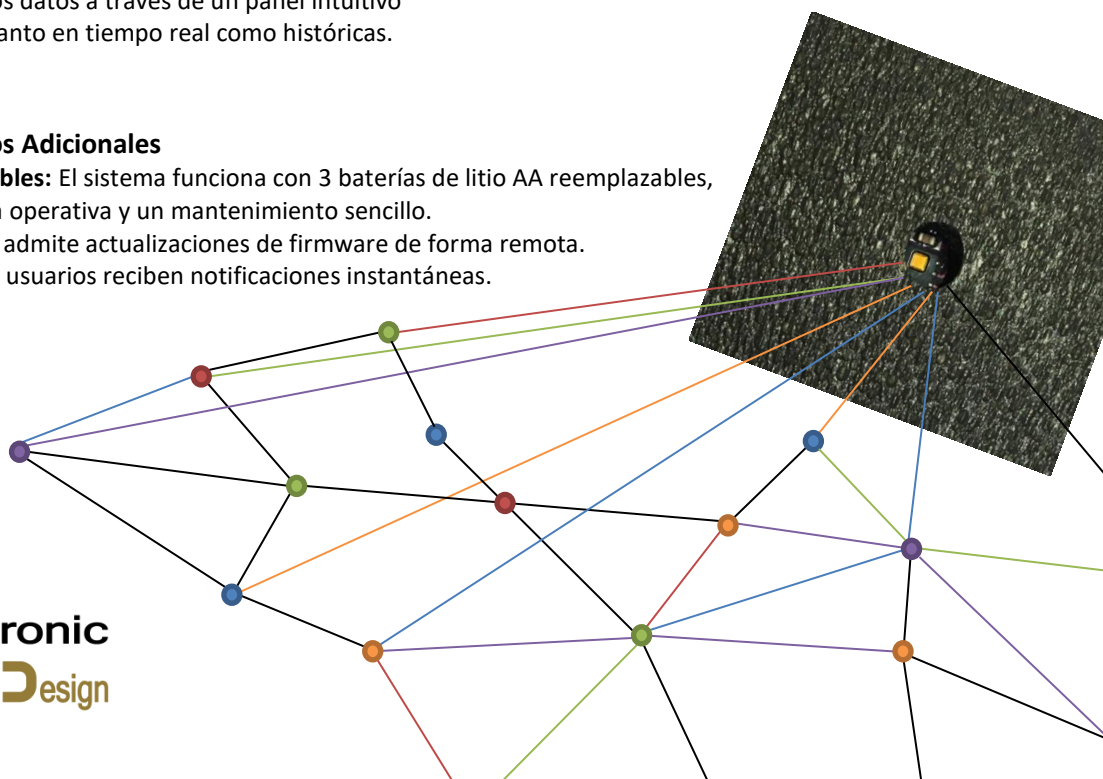 os datos a través de un panel intuitivo
anto en tiempo real como históricas.
os Adicionales
bles: El sistema funciona con 3 baterías de litio AA reemplazables,
operativa y un mantenimiento sencillo.
admite actualizaciones de firmware de forma remota.
usuarios reciben notificaciones instantáneas.
ronic
Design